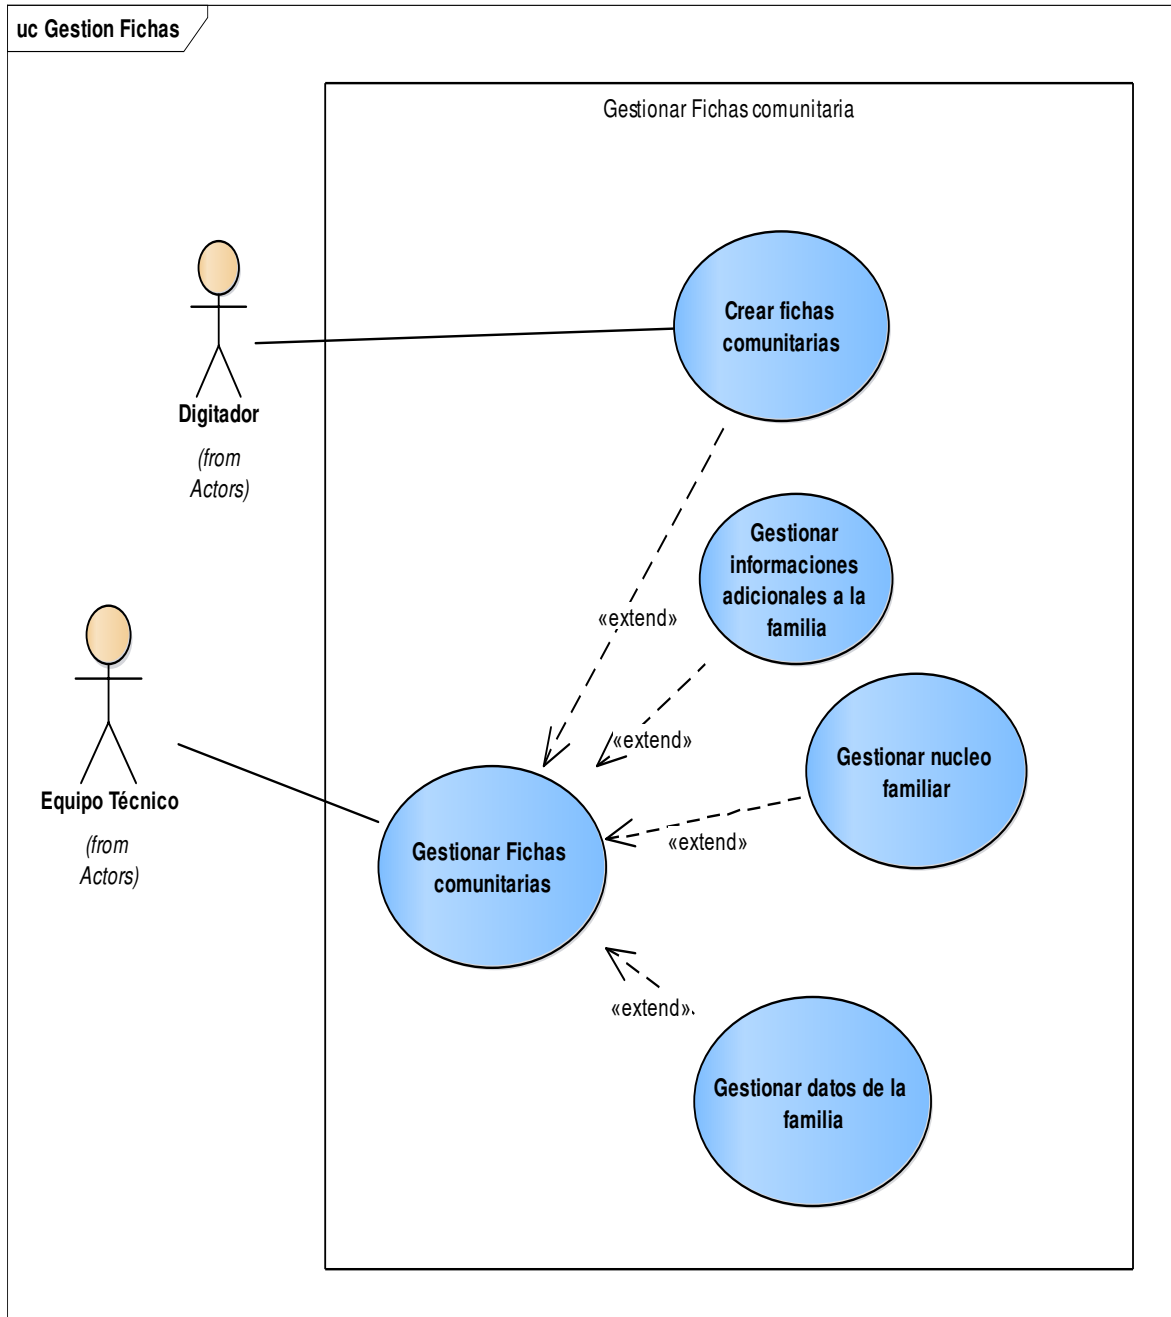 uc Gestion Fichas
Gestionar Fichas comunitaria
Crear fichas
comunitarias
Digitador
(from
Actors)
Gestionar
informaciones
adicionales a la
familia
«extend»
«extend»
Gestionar nucleo
familiar
«extend»
Equipo Técnico
(from
Actors)
Gestionar Fichas
comunitarias
«extend»
Gestionar datos de la
familia